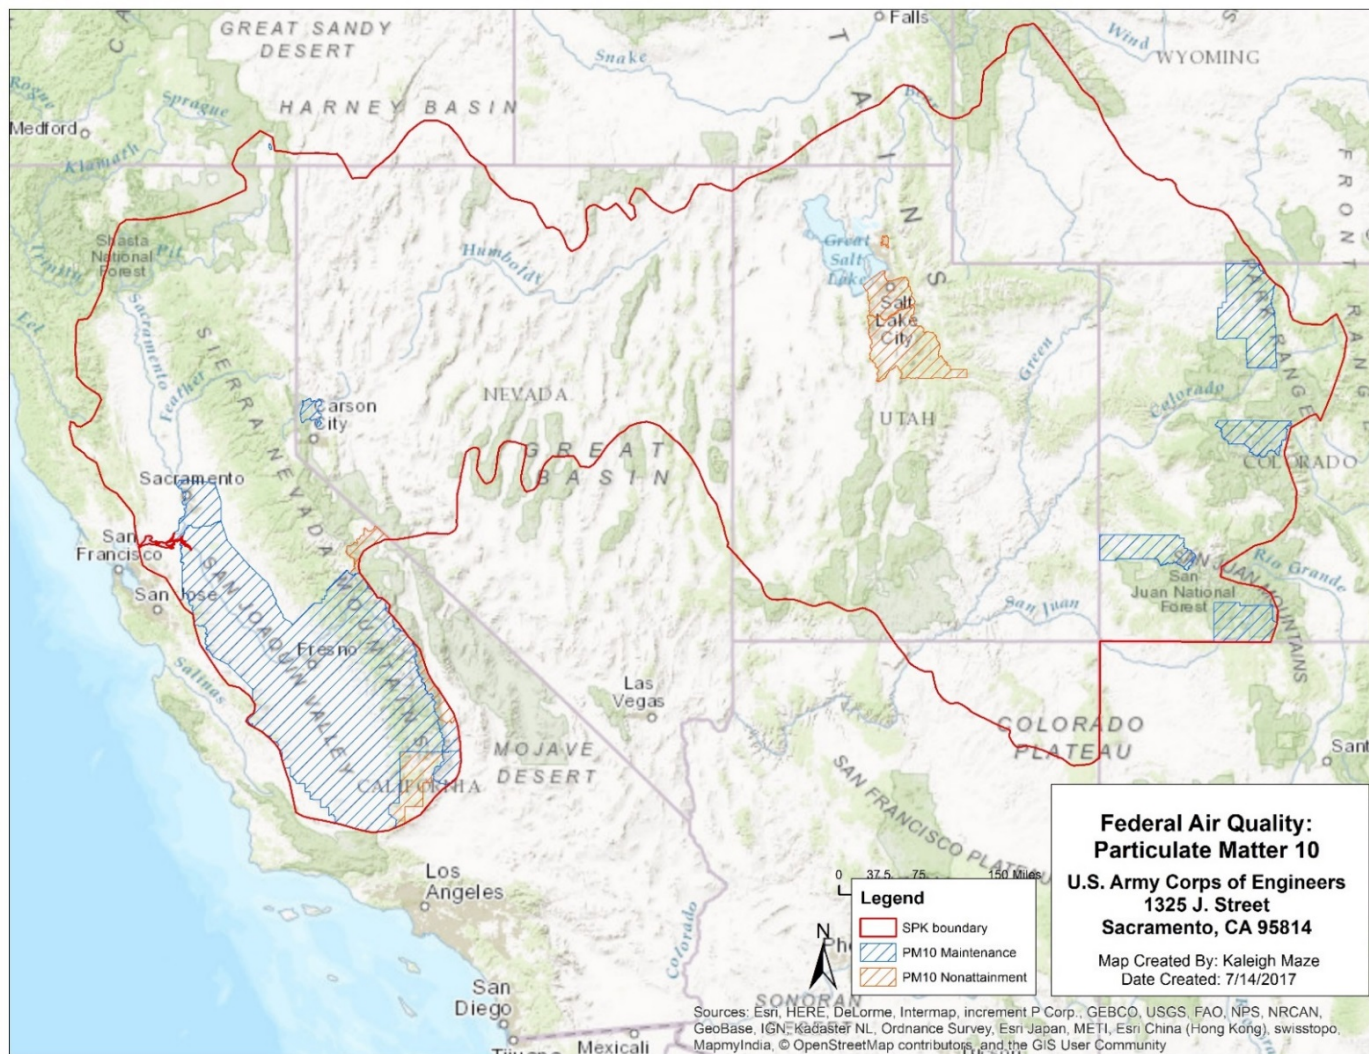 GREAT SANDY
DESERT
Falls
Wind
WYOMING
Snake
Rogue
Sprague
HARNEY BASIN
Bear
Medford
Klamath
FRONT RANGE
Shasta
National
Forest
Pit
Trinity
Humboldt
Great
Salt
Lake
Salt
Lake
City
PARK RANGE
Eel
Sacramento
Feather
SIERRA NEVADA
Green
Colorado
NEVADA
Carson
City
UTAH
GREAT
BASIN
COLORADO
Sacramento
San
Francisco
SAN JUAN MOUNTAINS
Rio Grande
San
Juan National
Forest
San Jose
SAN JOAQUIN VALLEY
MOUNTAINS
San Juan
Fresno
Salinas
Las
Vegas
COLORADO
PLATEAU
MOJAVE
DESERT
Sant
CALIFORNIA
SAN FRANCISCO PLATEAU
Los
Angeles
Colorado
San
Diego
Tijuana
Mexicali
SONORAN
DESERT
Pho
0 37.5 75 150 Miles
N
Legend
SPK boundary
PM10 Maintenance
PM10 Nonattainment
Federal Air Quality:
Particulate Matter 10
U.S. Army Corps of Engineers
1325 J. Street
Sacramento, CA 95814
Map Created By: Kaleigh Maze
Date Created: 7/14/2017
Sources: Esri, HERE, DeLorme, Intermap, increment P Corp., GEBCO, USGS, FAO, NPS, NRCAN,
GeoBase, IGN, Kadaster NL, Ordnance Survey, Esri Japan, METI, Esri China (Hong Kong), swisstopo,
MapmyIndia, © OpenStreetMap contributors, and the GIS User Community